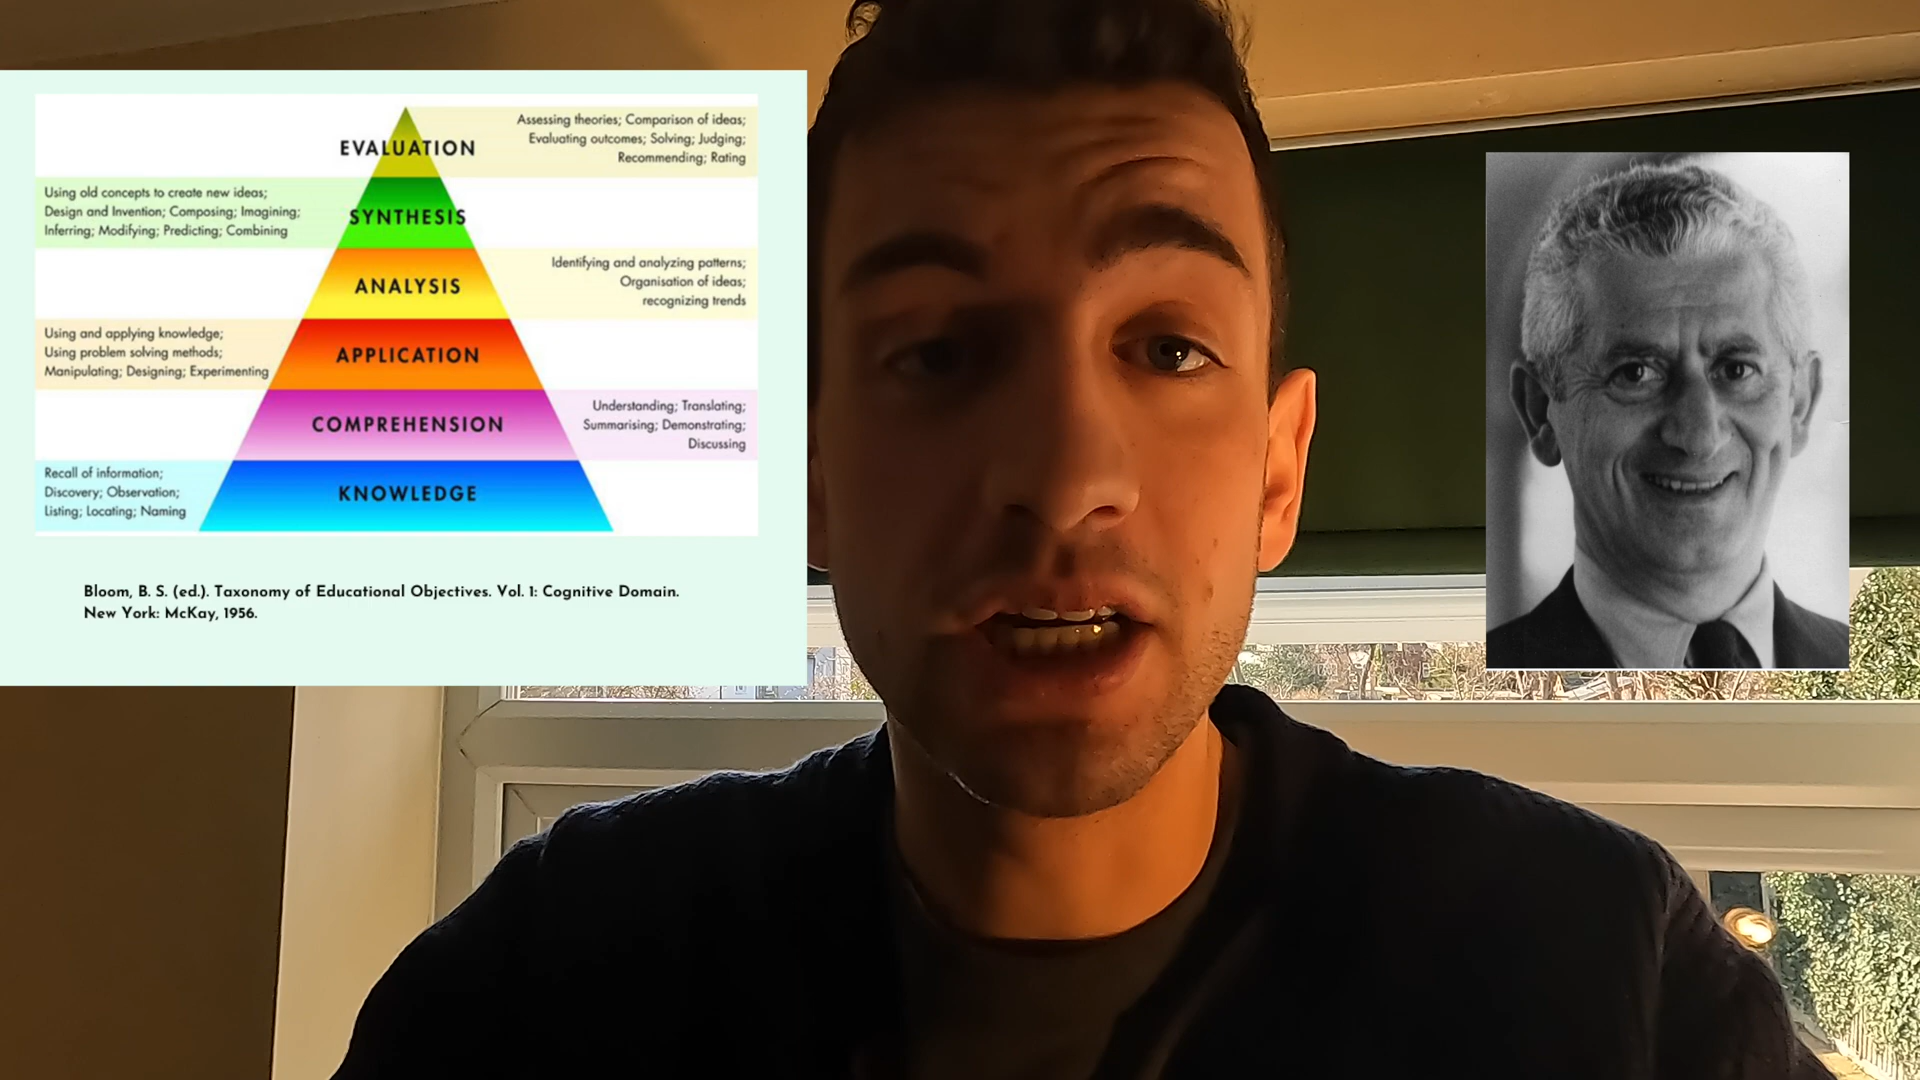 EVALUATION
Assessing theories; Comparison of ideas;
Evaluating outcomes; Solving; Judging;
Recommending; Rating
Using old concepts to create new ideas;
Design and Invention; Composing; Imagining;
Inferring; Modifying; Predicting; Combining
SYNTHESIS
ANALYSIS
Identifying and analyzing patterns;
Organisation of ideas;
recognizing trends
Using and applying knowledge;
Using problem solving methods;
Manipulating; Designing; Experimenting
APPLICATION
COMPREHENSION
Understanding; Translating;
Summarising; Demonstrating;
Discussing
Recall of information;
Discovery; Observation;
Listing; Locating; Naming
KNOWLEDGE
Bloom, B. S. (ed.). Taxonomy of Educational Objectives. Vol. 1: Cognitive Domain.
New York: McKay, 1956.